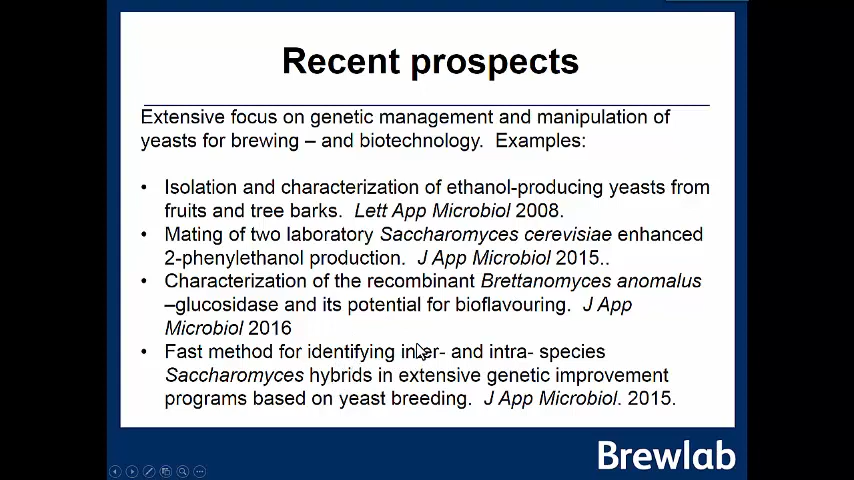 Recent prospects
Extensive focus on genetic management and manipulation of
yeasts for brewing – and biotechnology. Examples:
• Isolation and characterization of ethanol-producing yeasts from
fruits and tree barks. Lett App Microbiol 2008.
• Mating of two laboratory Saccharomyces cerevisiae enhanced
2-phenylethanol production. J App Microbiol 2015..
• Characterization of the recombinant Brettanomyces anomalus
–glucosidase and its potential for bioflavouring. J App
Microbiol 2016
• Fast method for identifying inter- and intra- species
Saccharomyces hybrids in extensive genetic improvement
programs based on yeast breeding. J App Microbiol. 2015.
Brewlab